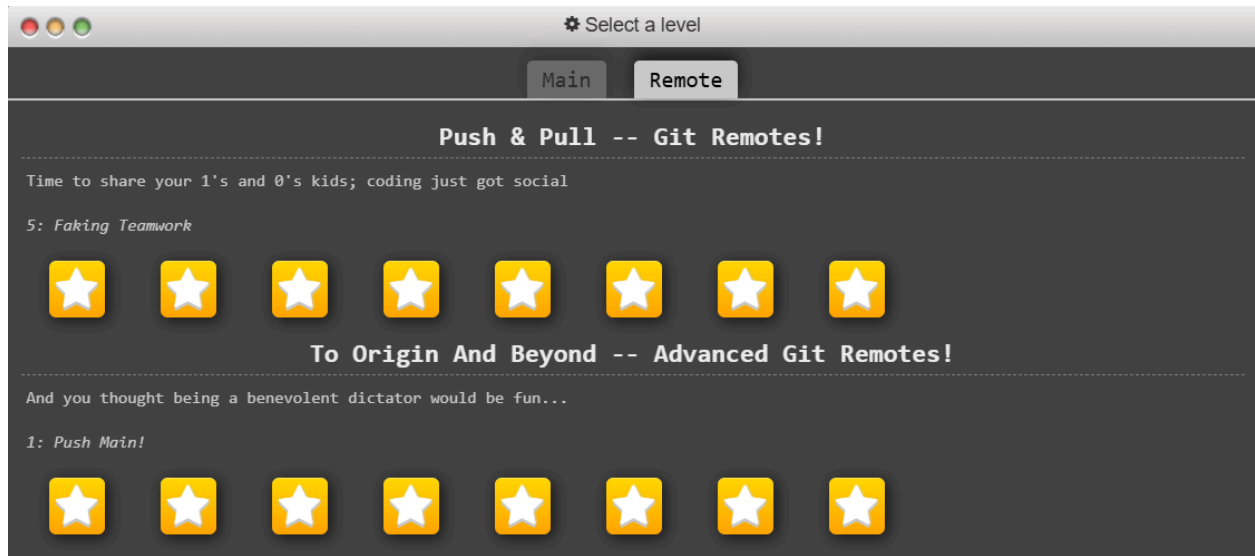 Select a level
Main Remote
Push & Pull -- Git Remotes!
Time to share your 1's and 0's kids; coding just got social
5: Faking Teamwork
To Origin And Beyond -- Advanced Git Remotes!
And you thought being a benevolent dictator would be fun...
1: Push Main!